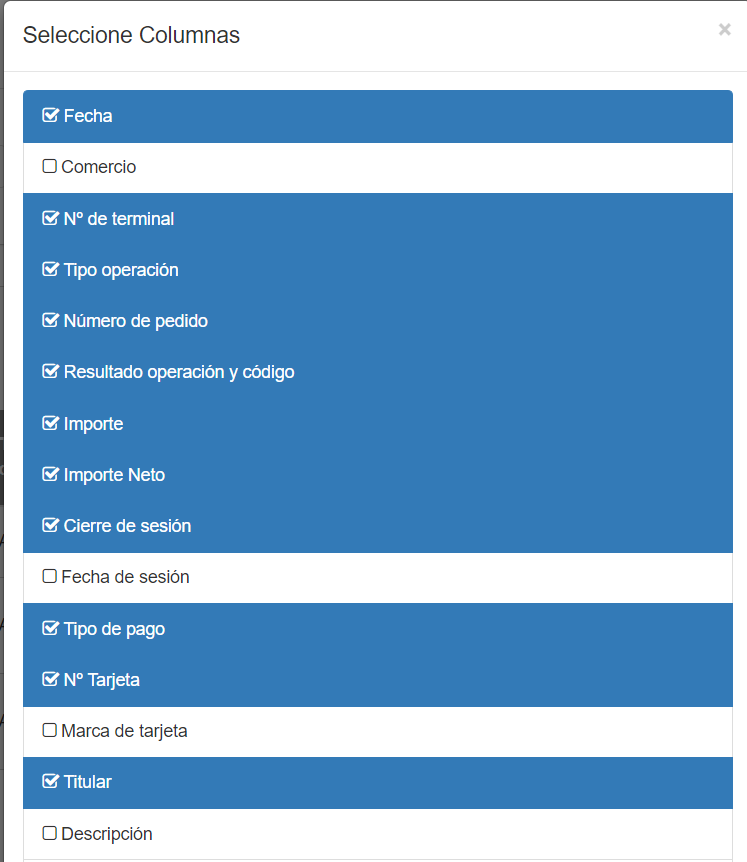 Seleccione Columnas
×
Fecha
Comercio
Nº de terminal
Tipo operación
Número de pedido
Resultado operación y código
Importe
Importe Neto
Cierre de sesión
Fecha de sesión
Tipo de pago
Nº Tarjeta
Marca de tarjeta
Titular
Descripción